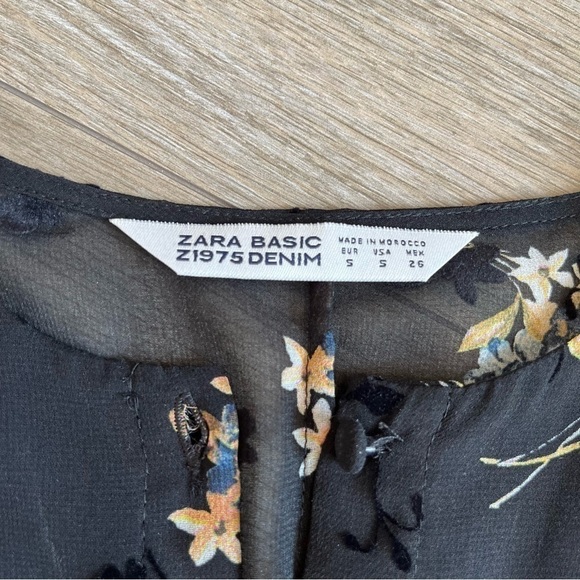 ZARA BASIC
Z1975 DENIM
MADE IN MOROCCO
EUR USA MEX
S S 26